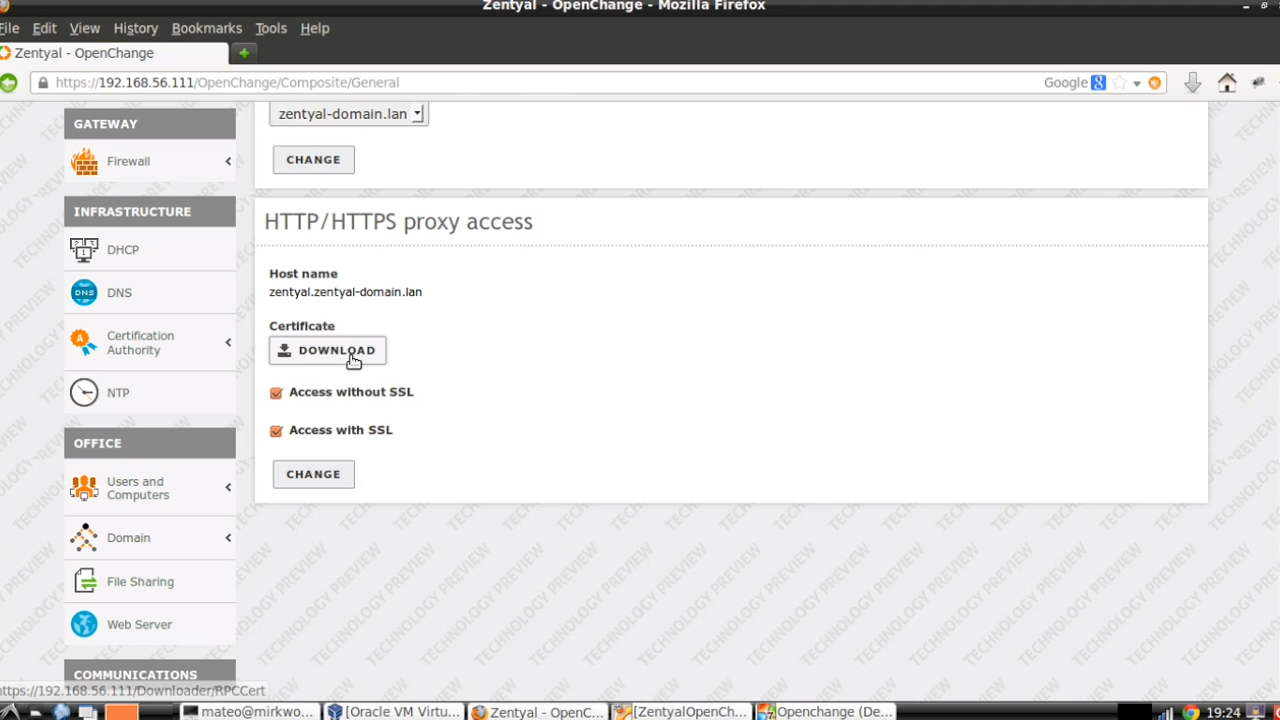 Zentyal - OpenChange - Mozilla Firefox
File Edit View History Bookmarks Tools Help
Zentyal - OpenChange
https://192.168.56.111/OpenChange/Composite/General
Google
GATEWAY
Firewall
INFRASTRUCTURE
DHCP
DNS
DNS
Certification
Authority
NTP
OFFICE
Users and
Computers
Domain
File Sharing
Web Server
COMMUNICATIONS
zentyal-domain.lan
CHANGE
HTTP/HTTPS proxy access
Host name
zentyal.zentyal-domain.lan
Certificate
DOWNLOAD
Access without SSL
Access with SSL
CHANGE
TECHNOLOGY PREVIEW
https://192.168.56.111/Downloader/RPCCert
mateo@mirkwo... [Oracle VM Virtu... Zentyal - OpenC... [ZentyalOpenCh... Openchange (De... 19:24